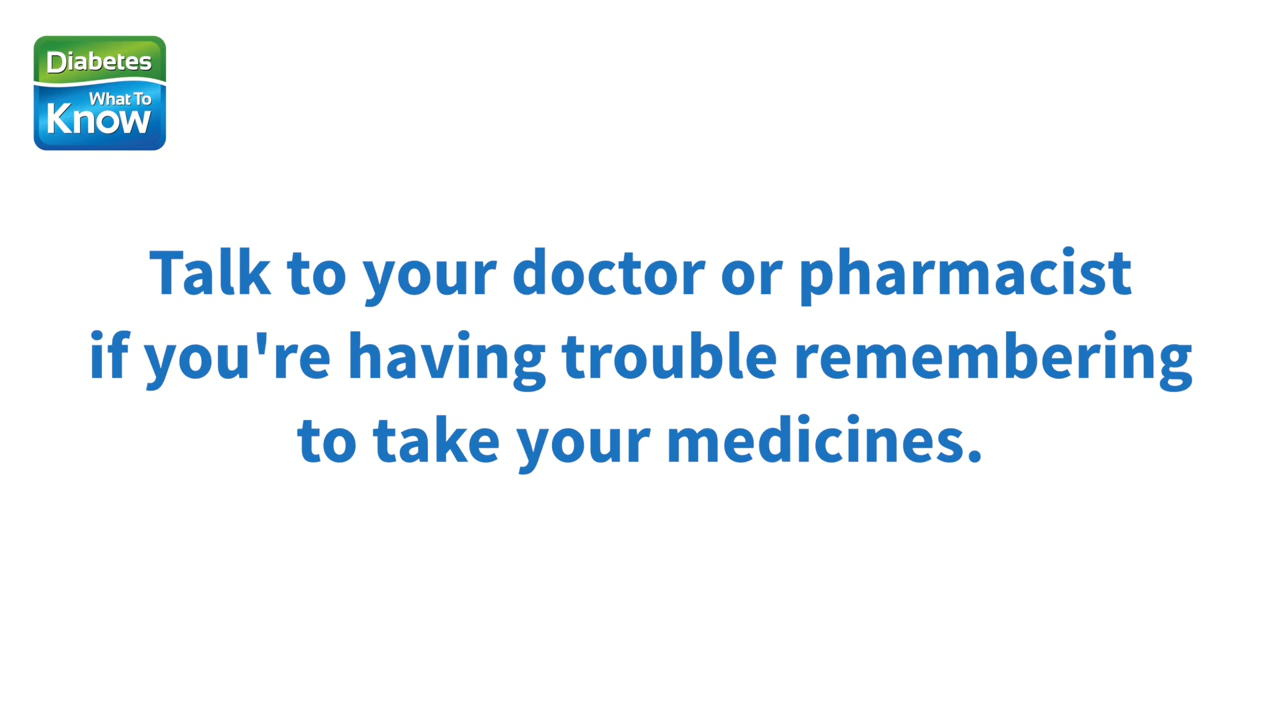 Diabetes
What To
Know
Talk to your doctor or pharmacist
if you're having trouble remembering
to take your medicines.